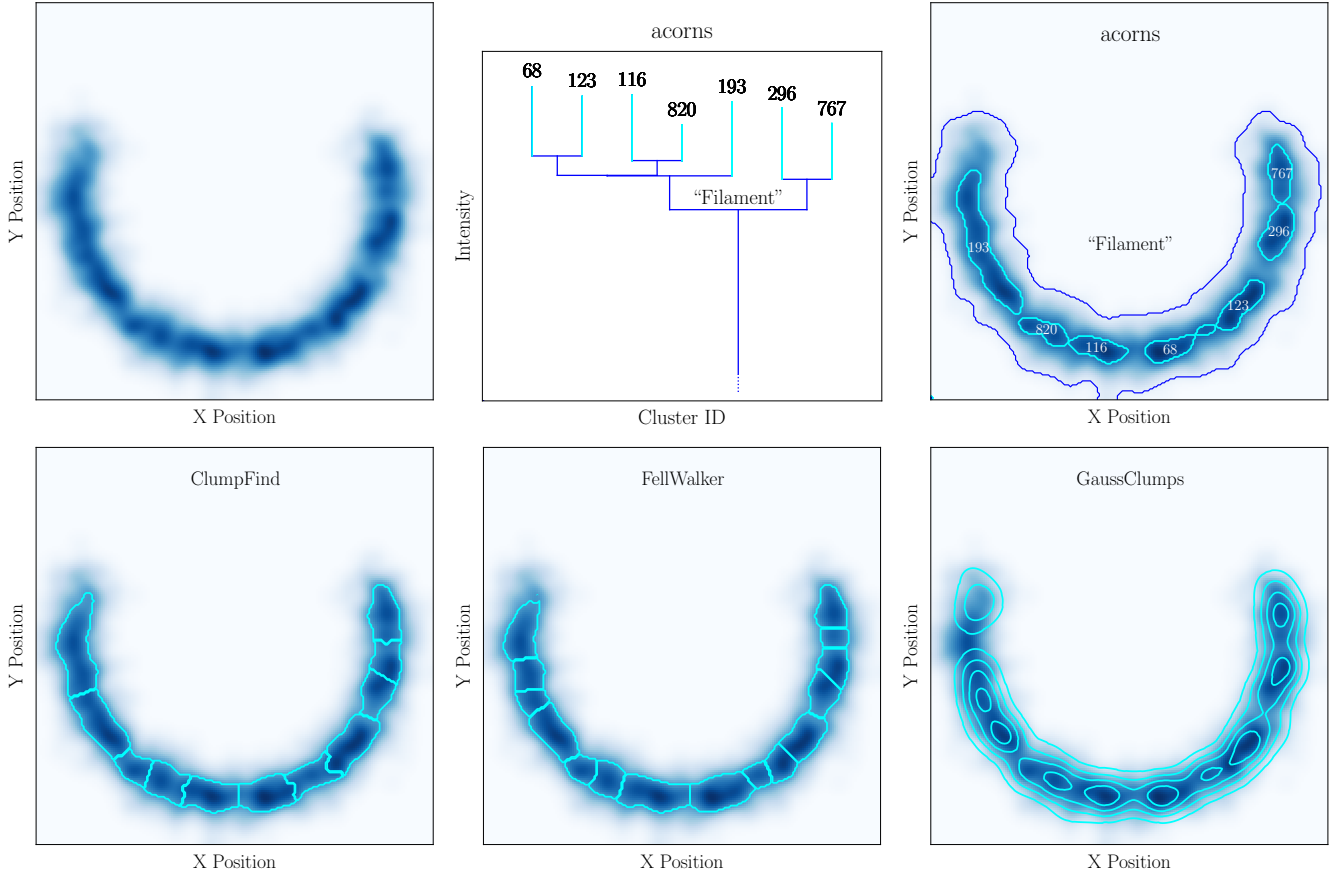 Y Position
X Position
acorns
68
123
116
820
193
296
767
“Filament”
Intensity
Cluster ID
acorns
Y Position
767
296
193
“Filament”
123
820
116
68
X Position
ClumpFind
Y Position
X Position
FellWalker
Y Position
X Position
GaussClumps
Y Position
X Position